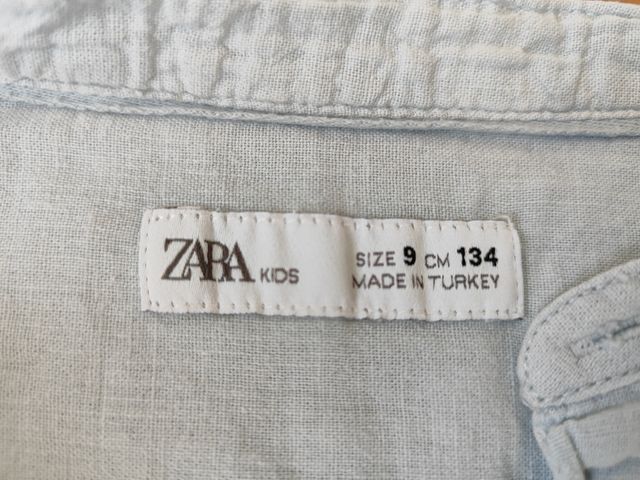 ZARA KIDS
SIZE 9 CM 134
MADE IN TURKEY